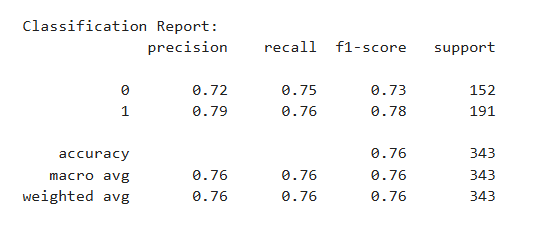 Classification Report:
precision recall f1-score support
0 0.72 0.75 0.73 152
1 0.79 0.76 0.78 191
accuracy 0.76 343
macro avg 0.76 0.76 0.76 343
weighted avg 0.76 0.76 0.76 343